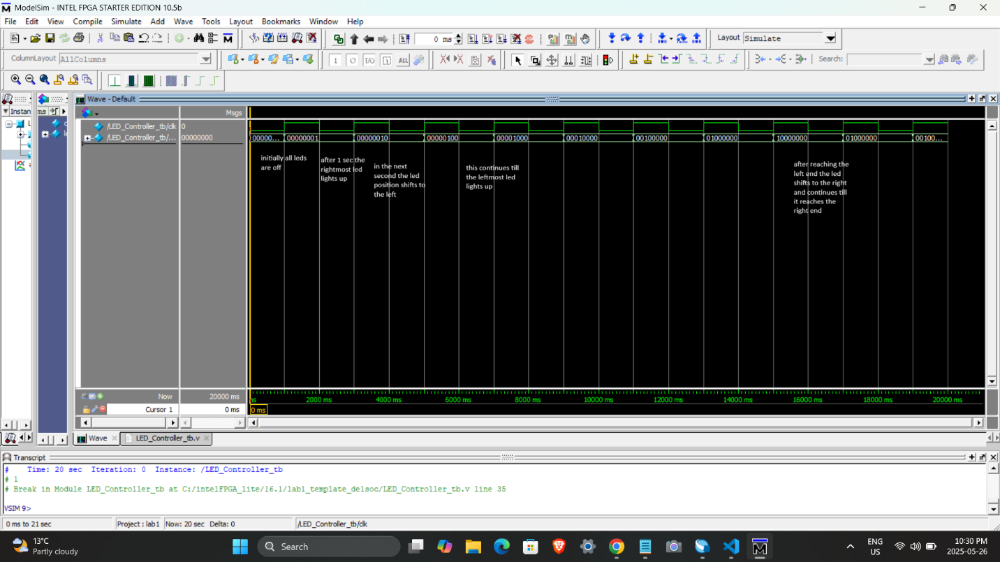 ModelSim - INTEL FPGA STARTER EDITION 10.5b
File Edit View Compile Simulate Add Wave Tools Layout Bookmarks Window Help
0 ms
Layout Simulate
ColumnLayout AllColumns
Search:
Instan
ms
Wave - Default
Msgs
/LED_Controller_tb/clk 0
/LED_Controller_tb/... 00000000
00000... 00000001 00000010 00000100 00001000 00010000 00100000 01000000 10000000 01000000 00100...
initially all leds
are off
after 1 sec the
rightmost led
lights up
in the next
second the led
position shifts to
the left
this continues till
the leftmost led
lights up
after reaching the
left end the led
shifts to the right
and continues till
it reaches the
right end
Now 20000 ms
2000 ms 4000 ms 6000 ms 8000 ms 10000 ms 12000 ms 14000 ms 16000 ms 18000 ms 20000 ms
Cursor 1 0 ms
0 ms
Wave LED_Controller_tb.v
Transcript
# Time: 20 sec Iteration: 0 Instance: /LED_Controller_tb
# 1
# Break in Module LED_Controller_tb at C:/intelFPGA_lite/16.1/lab1_template_delsoc/LED_Controller_tb.v line 35
VSIM 9>
0 ms to 21 sec Project : lab1 Now: 20 sec Delta: 0 /LED_Controller_tb/clk
13°C
Partly cloudy
Search
ENG
US
10:30 PM
2025-05-26